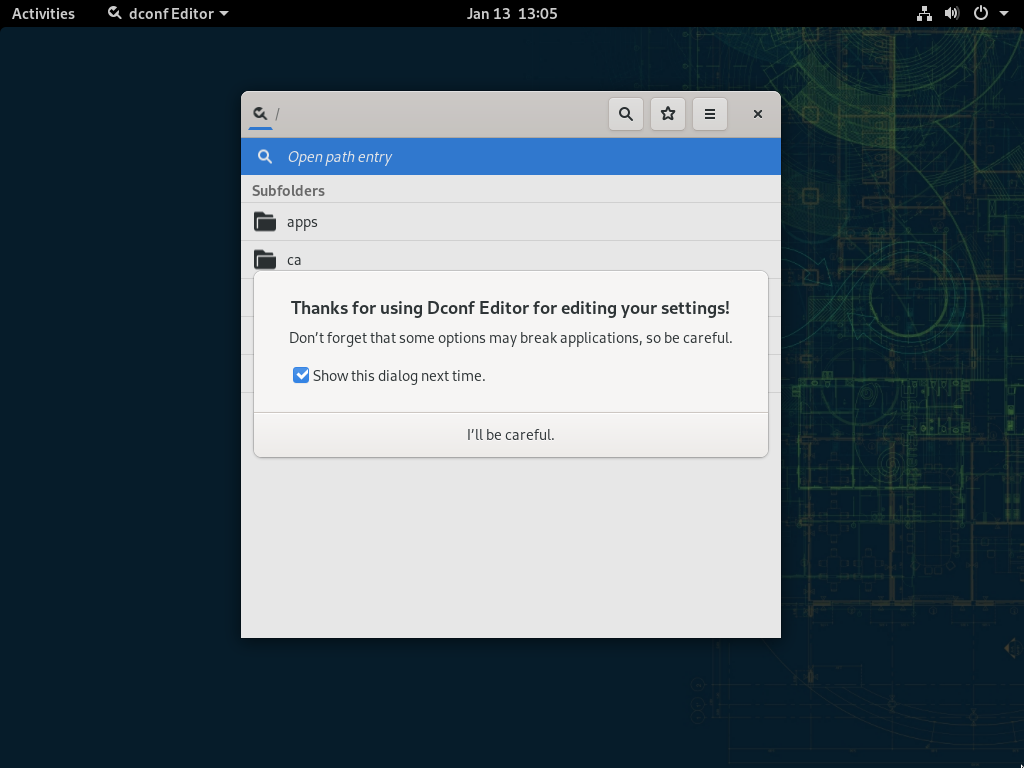 Activities
dconf Editor
Jan 13 13:05
/
Open path entry
Subfolders
apps
ca
Thanks for using Dconf Editor for editing your settings!
Don’t forget that some options may break applications, so be careful.
Show this dialog next time.
I’ll be careful.